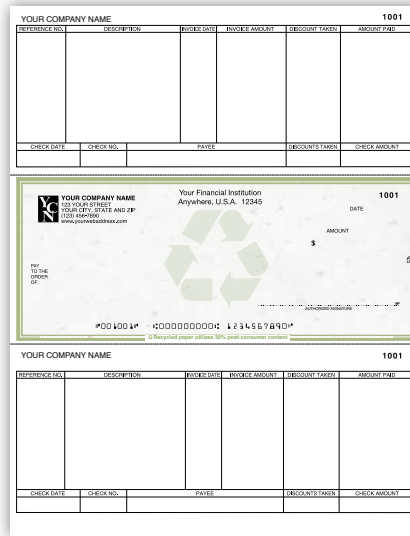 YOUR COMPANY NAME 1001
REFERENCE NO. DESCRIPTION INVOICE DATE INVOICE AMOUNT DISCOUNT TAKEN AMOUNT PAID
CHECK DATE CHECK NO. PAYEE DISCOUNTS TAKEN CHECK AMOUNT
YCN
YOUR COMPANY NAME
123 YOUR STREET
YOUR CITY, STATE AND ZIP
(123) 456-7890
www.yourwebaddress.com
Your Financial Institution
Anywhere, U.S.A. 12345
1001
DATE
AMOUNT
$
PAY
TO THE
ORDER
OF:
AUTHORIZED SIGNATURE
⑈001001⑈ ⑆000000000⑆ 1234567890⑈
Recycled paper utilizes 30% post-consumer content
YOUR COMPANY NAME 1001
REFERENCE NO. DESCRIPTION INVOICE DATE INVOICE AMOUNT DISCOUNT TAKEN AMOUNT PAID
CHECK DATE CHECK NO. PAYEE DISCOUNTS TAKEN CHECK AMOUNT